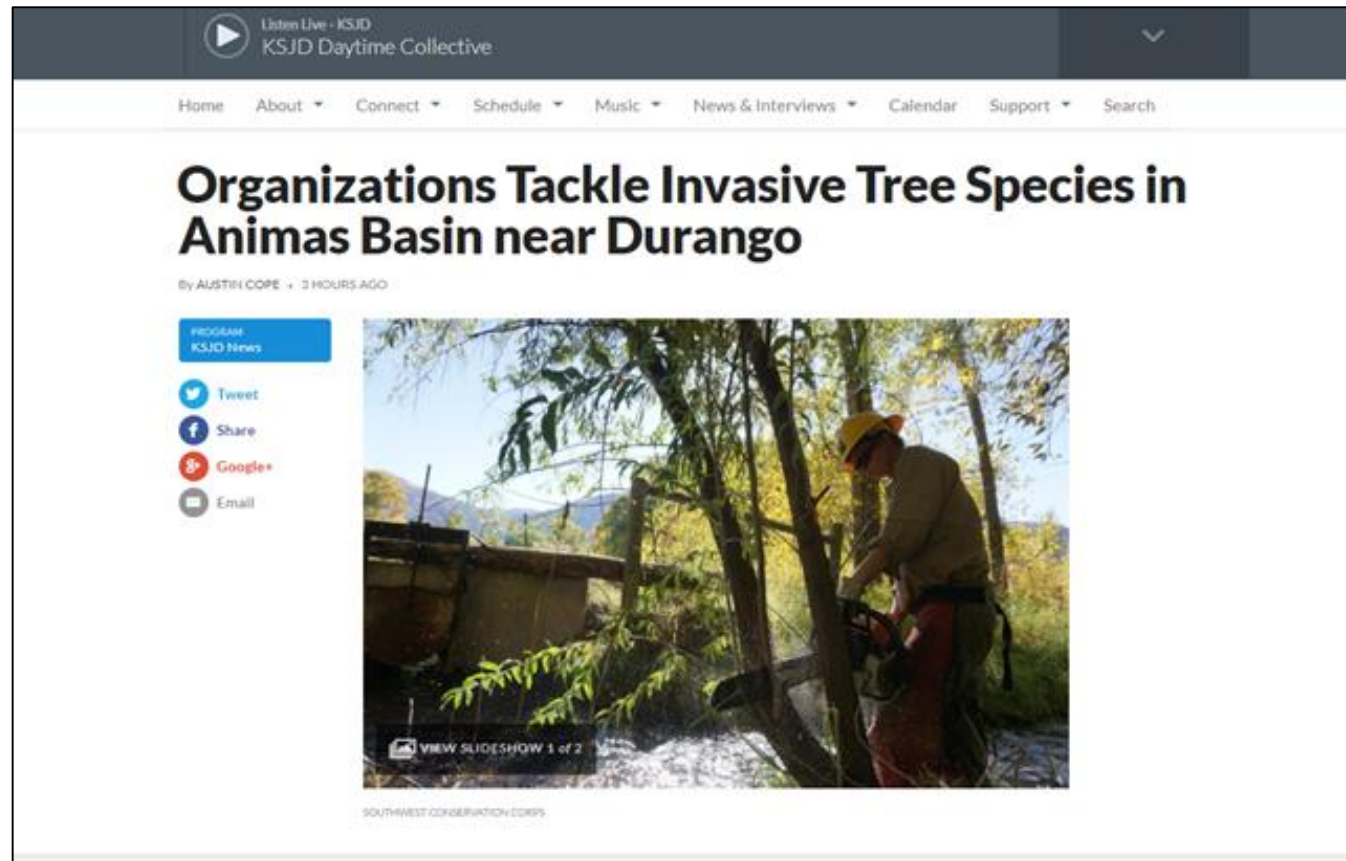 Listen Live - KSJD
KSJD Daytime Collective
Home About Connect Schedule Music News & Interviews Calendar Support Search
Organizations Tackle Invasive Tree Species in
Animas Basin near Durango
By AUSTIN COPE • 3 HOURS AGO
PROGRAM
KSJD News
Tweet
Share
Google+
Email
VIEW SLIDESHOW 1 of 2
SOUTHWEST CONSERVATION CORPS